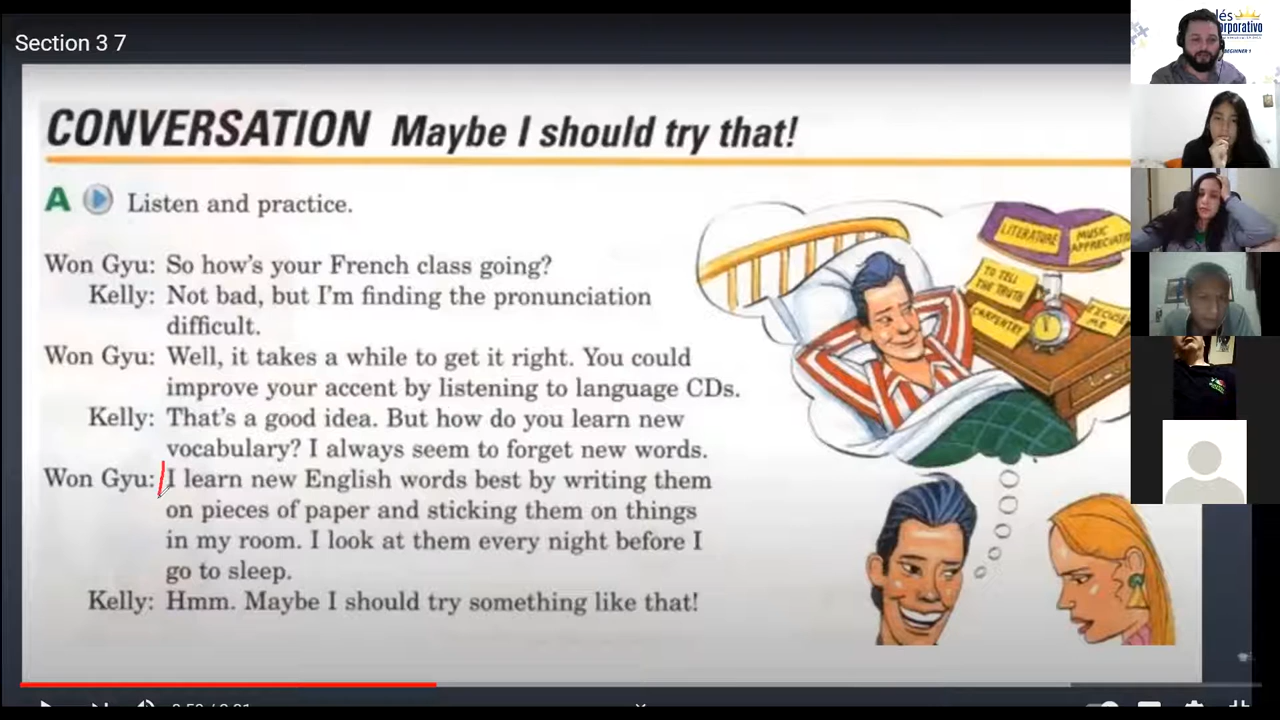 Section 3 7
CONVERSATION Maybe I should try that!
A Listen and practice.
Won Gyu: So how's your French class going?
Kelly: Not bad, but I'm finding the pronunciation
difficult.
Won Gyu: Well, it takes a while to get it right. You could
improve your accent by listening to language CDs.
Kelly: That's a good idea. But how do you learn new
vocabulary? I always seem to forget new words.
Won Gyu: I learn new English words best by writing them
on pieces of paper and sticking them on things
in my room. I look at them every night before I
go to sleep.
Kelly: Hmm. Maybe I should try something like that!
LITERATURE
MUSIC
TO TELL
THE TRUTH
CARPENTRY
EXCUSE
ME
BEGINNER 1